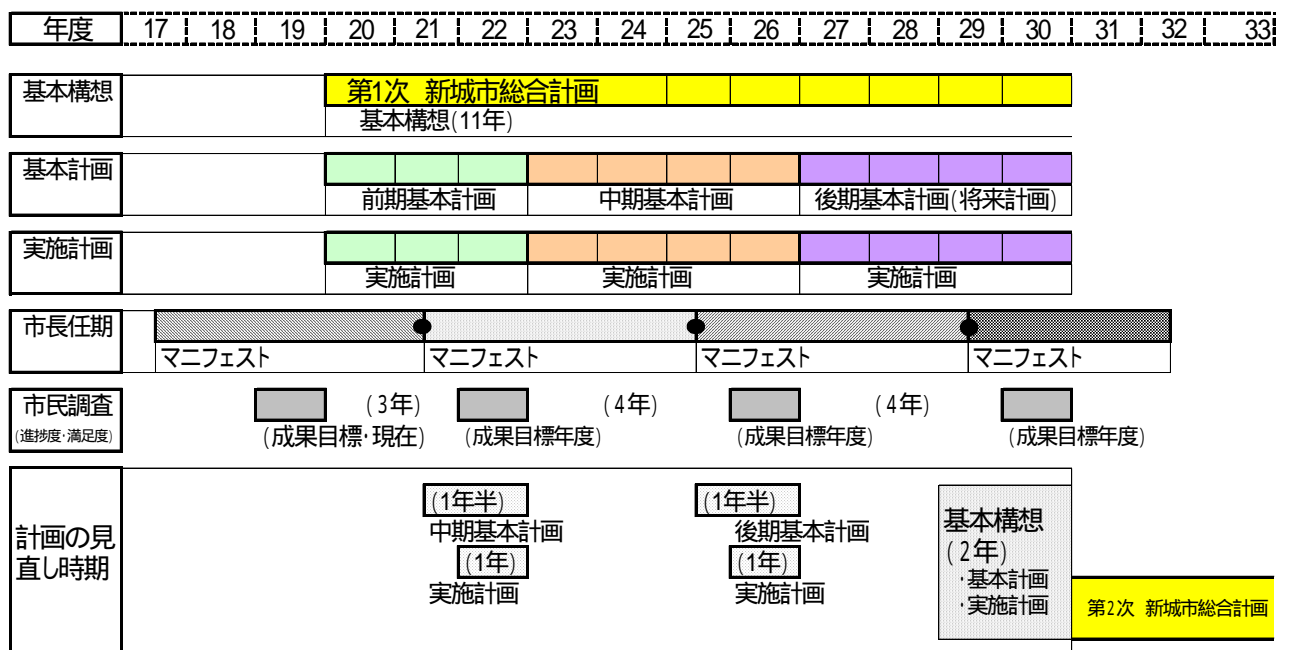 年度 17 18 19 20 21 22 23 24 25 26 27 28 29 30 31 32 33
基本構想
第1次 新城市総合計画
基本構想(11年)
基本計画
前期基本計画 中期基本計画 後期基本計画(将来計画)
実施計画
実施計画 実施計画 実施計画
市長任期
マニフェスト マニフェスト マニフェスト マニフェスト
市民調査 (3年) (4年) (4年)
(進捗度・満足度) (成果目標・現在) (成果目標年度) (成果目標年度) (成果目標年度)
計画の見
直し時期
(1年半)
中期基本計画
(1年)
実施計画
(1年半)
後期基本計画
(1年)
実施計画
基本構想
(2年)
・基本計画
・実施計画
第2次 新城市総合計画